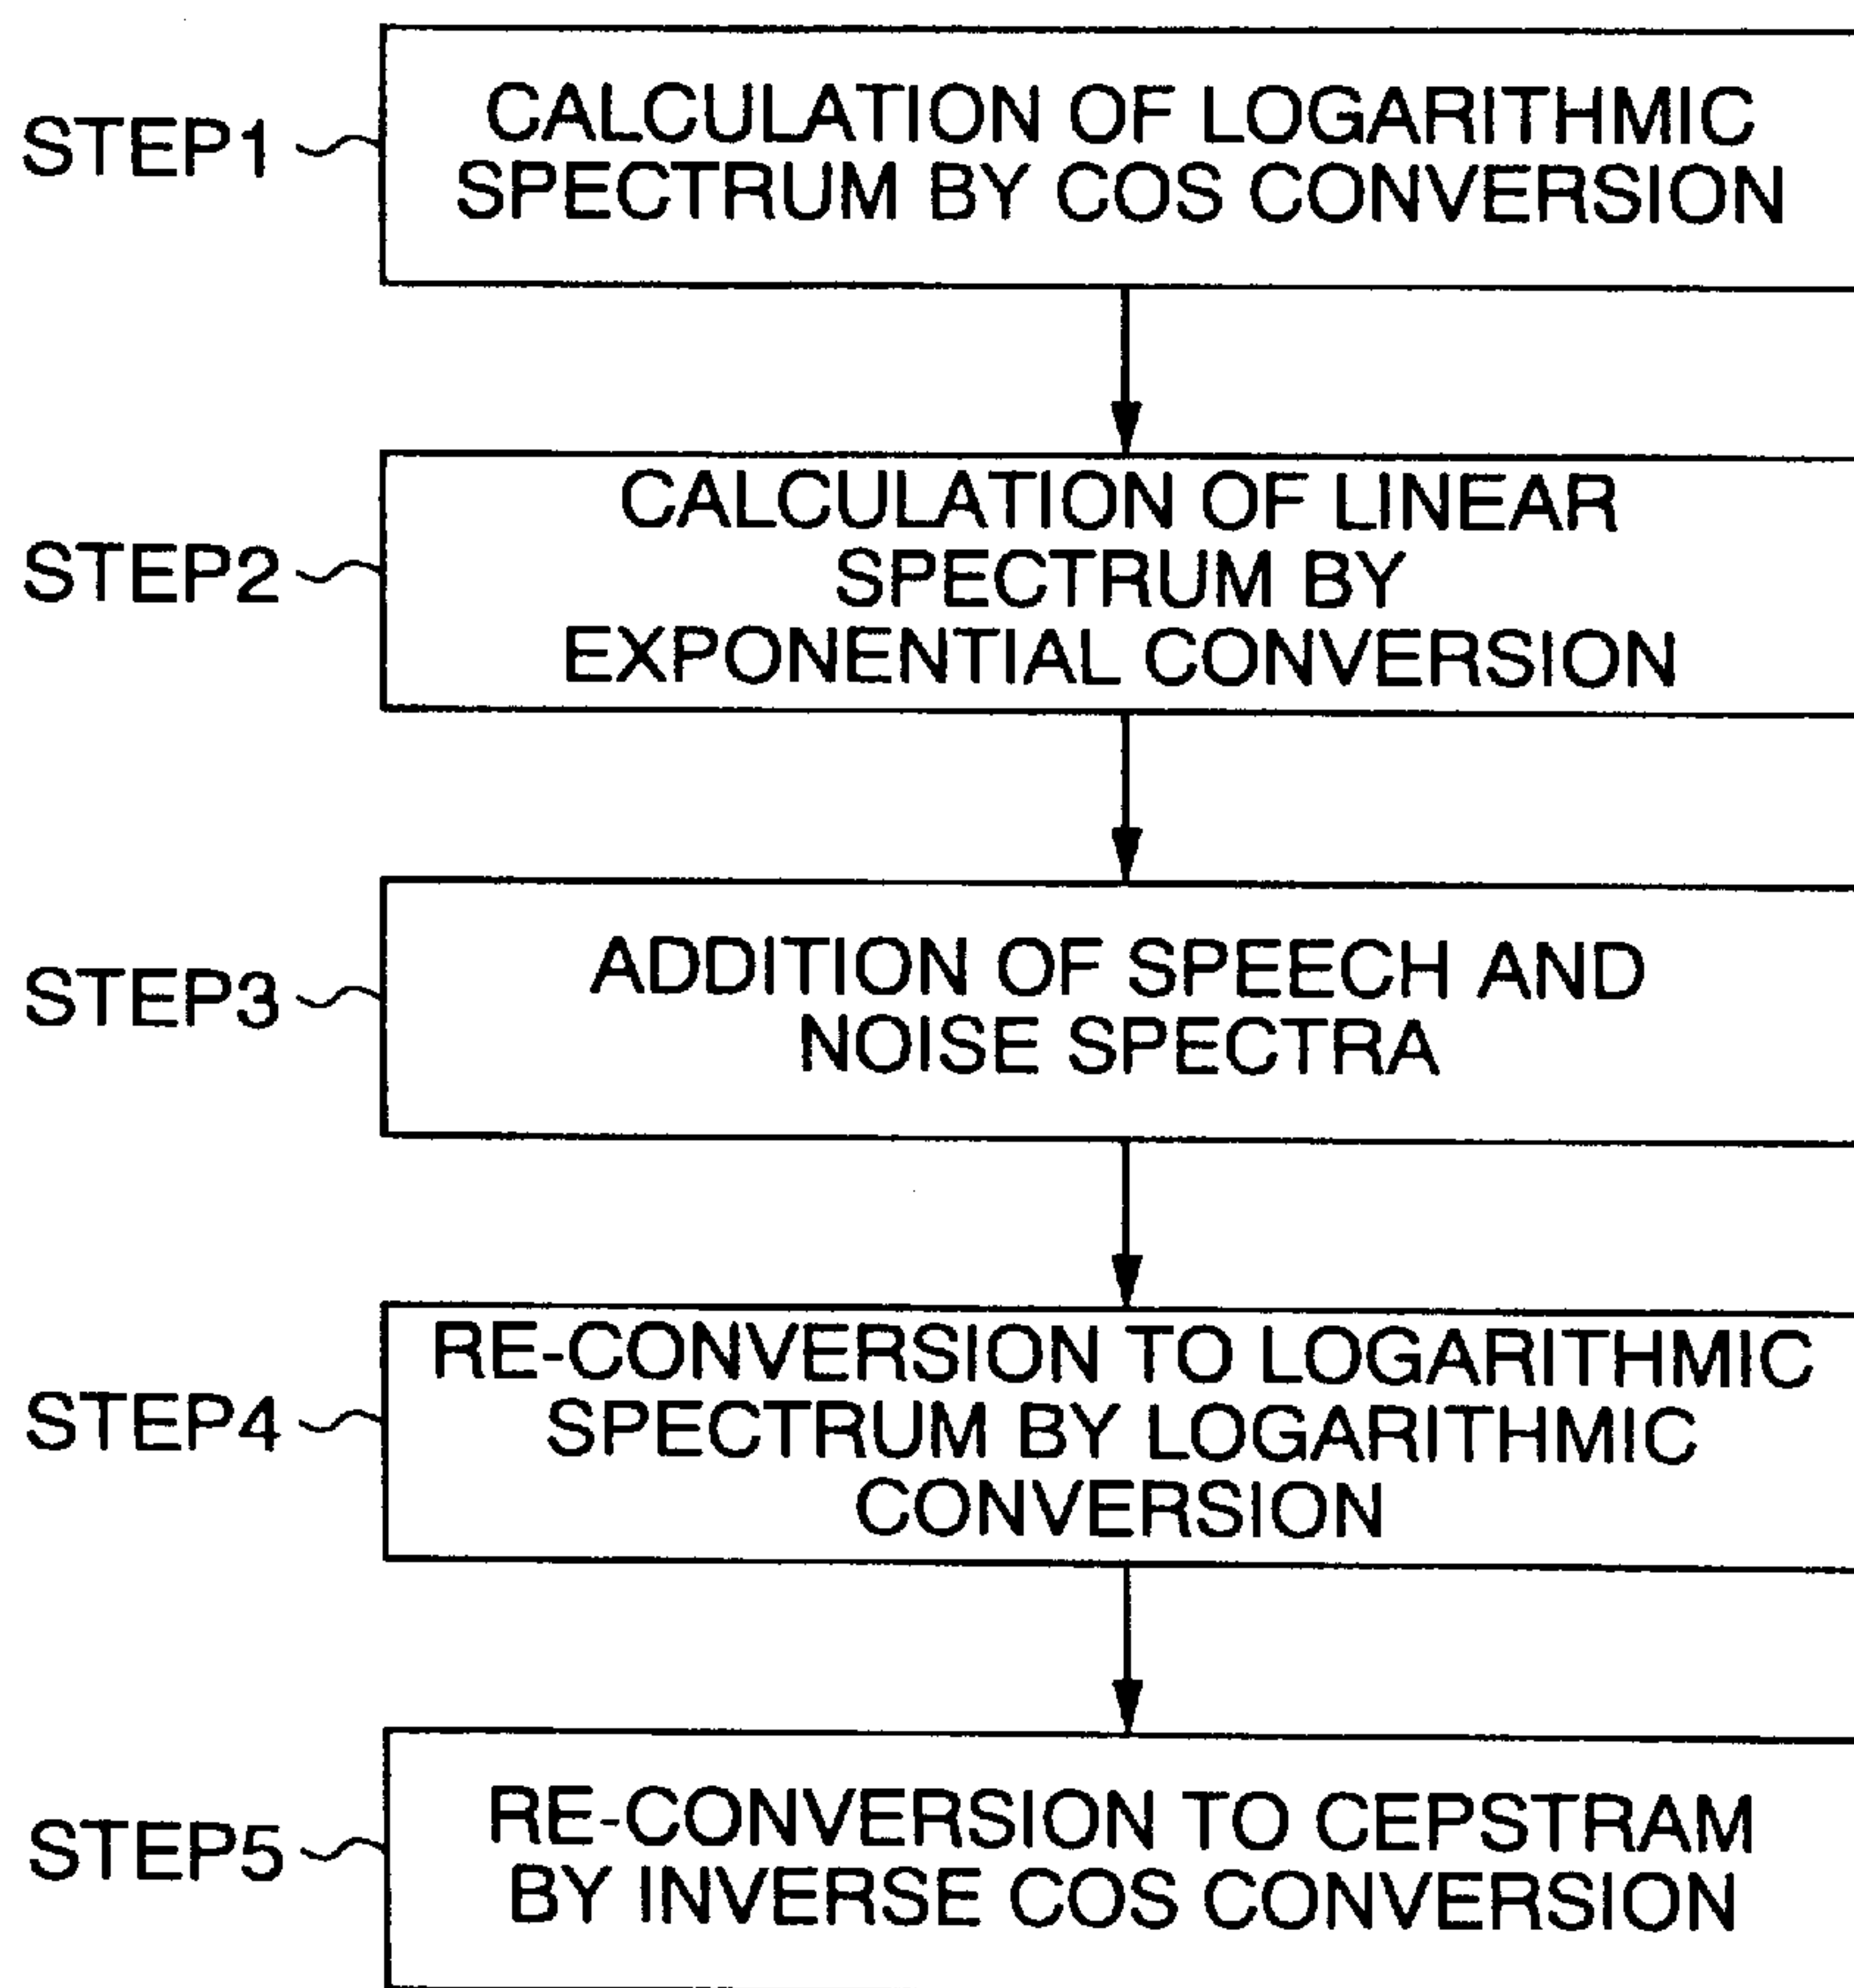 STEP1
CALCULATION OF LOGARITHMIC
SPECTRUM BY COS CONVERSION
STEP2
CALCULATION OF LINEAR
SPECTRUM BY
EXPONENTIAL CONVERSION
STEP3
ADDITION OF SPEECH AND
NOISE SPECTRA
STEP4
RE-CONVERSION TO LOGARITHMIC
SPECTRUM BY LOGARITHMIC
CONVERSION
STEP5
RE-CONVERSION TO CEPSTRAM
BY INVERSE COS CONVERSION